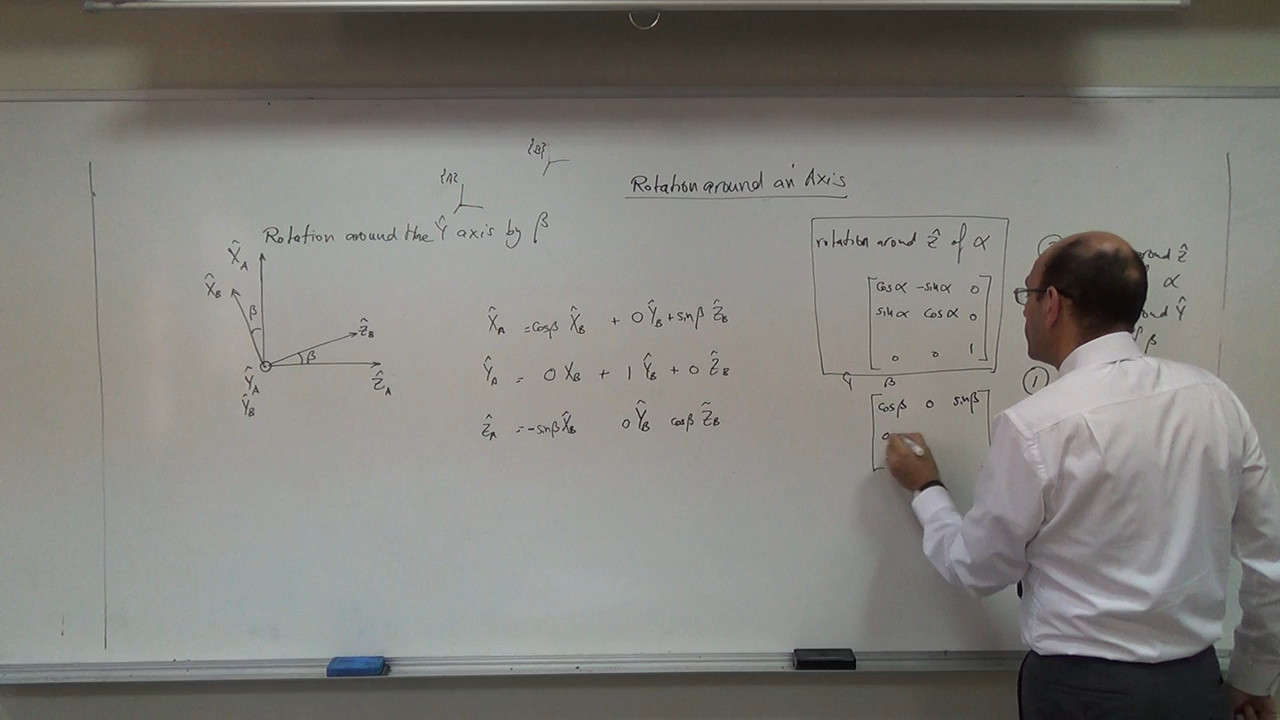 {B}
{A}
Rotation around an Axis
Rotation around the Ŷ axis by β
X̂A
X̂B
β
ẐB
β
ŶA
ẐA
ŶB
X̂A = cosβ X̂B + 0 ŶB + sinβ ẐB
ŶA = 0 XB + 1 ŶB + 0 ẐB
ẐA = -sinβ X̂B 0 ŶB cosβ ẐB
rotation around Ẑ of α
cosα -sinα 0
sinα cosα 0
0 0 1
Ŷ β
cosβ 0 sinβ
0
Ẑ
α
Ŷ
β
1